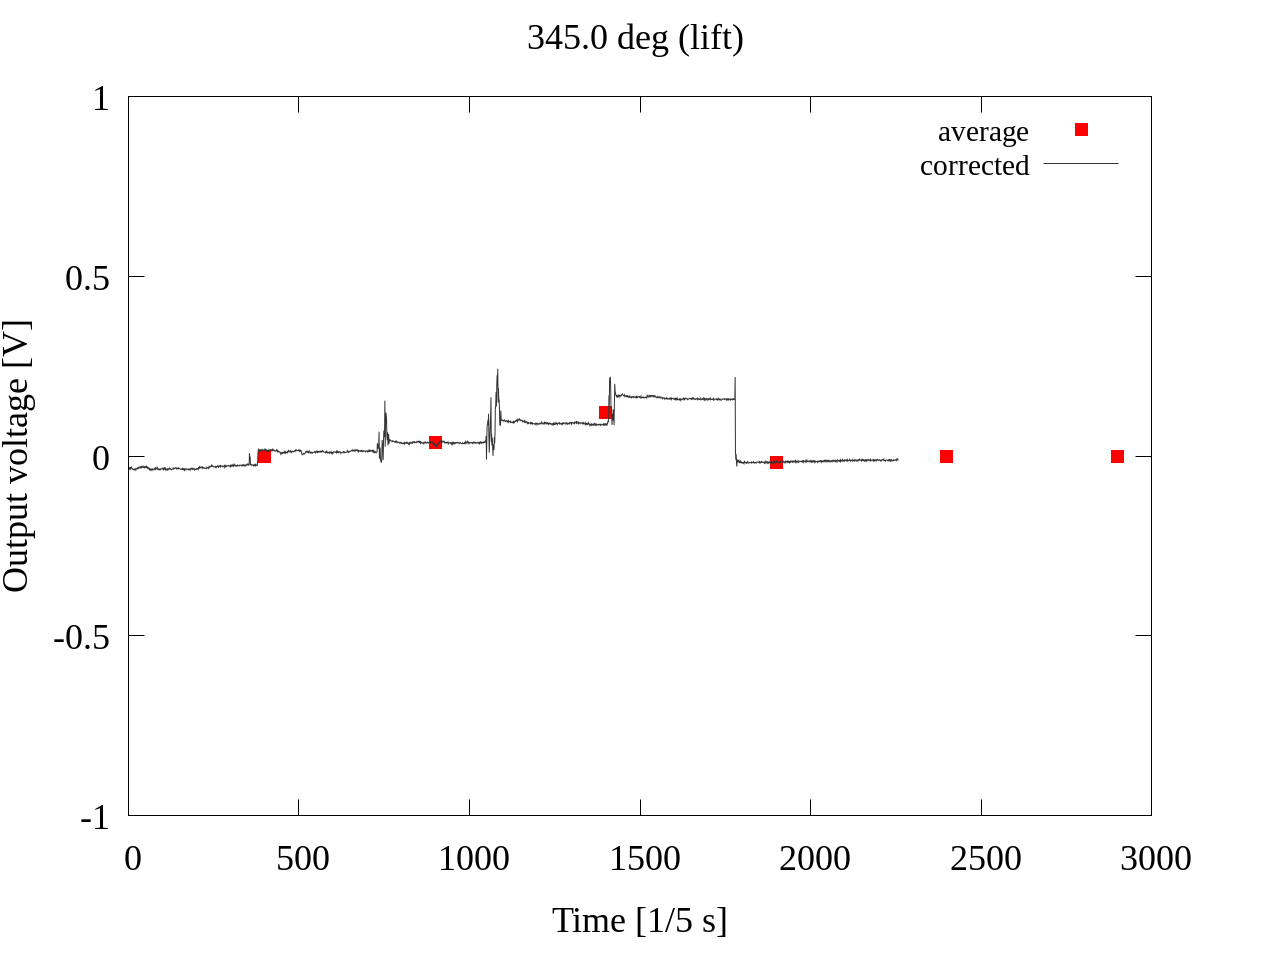 345.0 deg (lift)
average
corrected
1
0.5
0
-0.5
-1
Output voltage [V]
0 500 1000 1500 2000 2500 3000
Time [1/5 s]